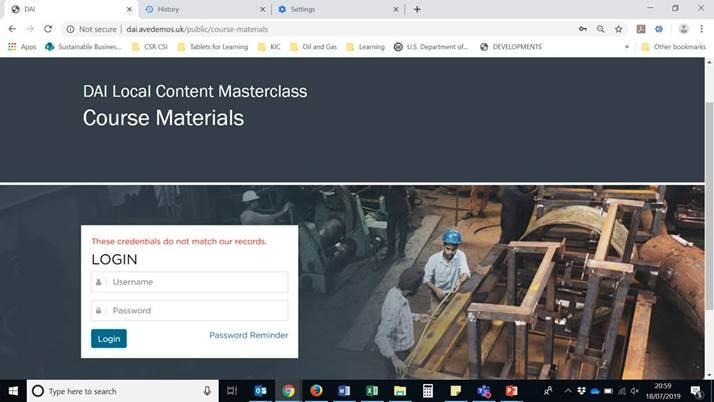 DAI
History
Settings
Not secure | dai.avedemos.uk/public/course-materials
Apps
Sustainable Busines...
CSR CSI
Tablets for Learning
KIC
Oil and Gas
Learning
U.S. Department of...
DEVELOPMENTS
»
Other bookmarks
DAI Local Content Masterclass
Course Materials
These credentials do not match our records.
LOGIN
Username
Password
Login
Password Reminder
Type here to search
20:59
18/07/2019